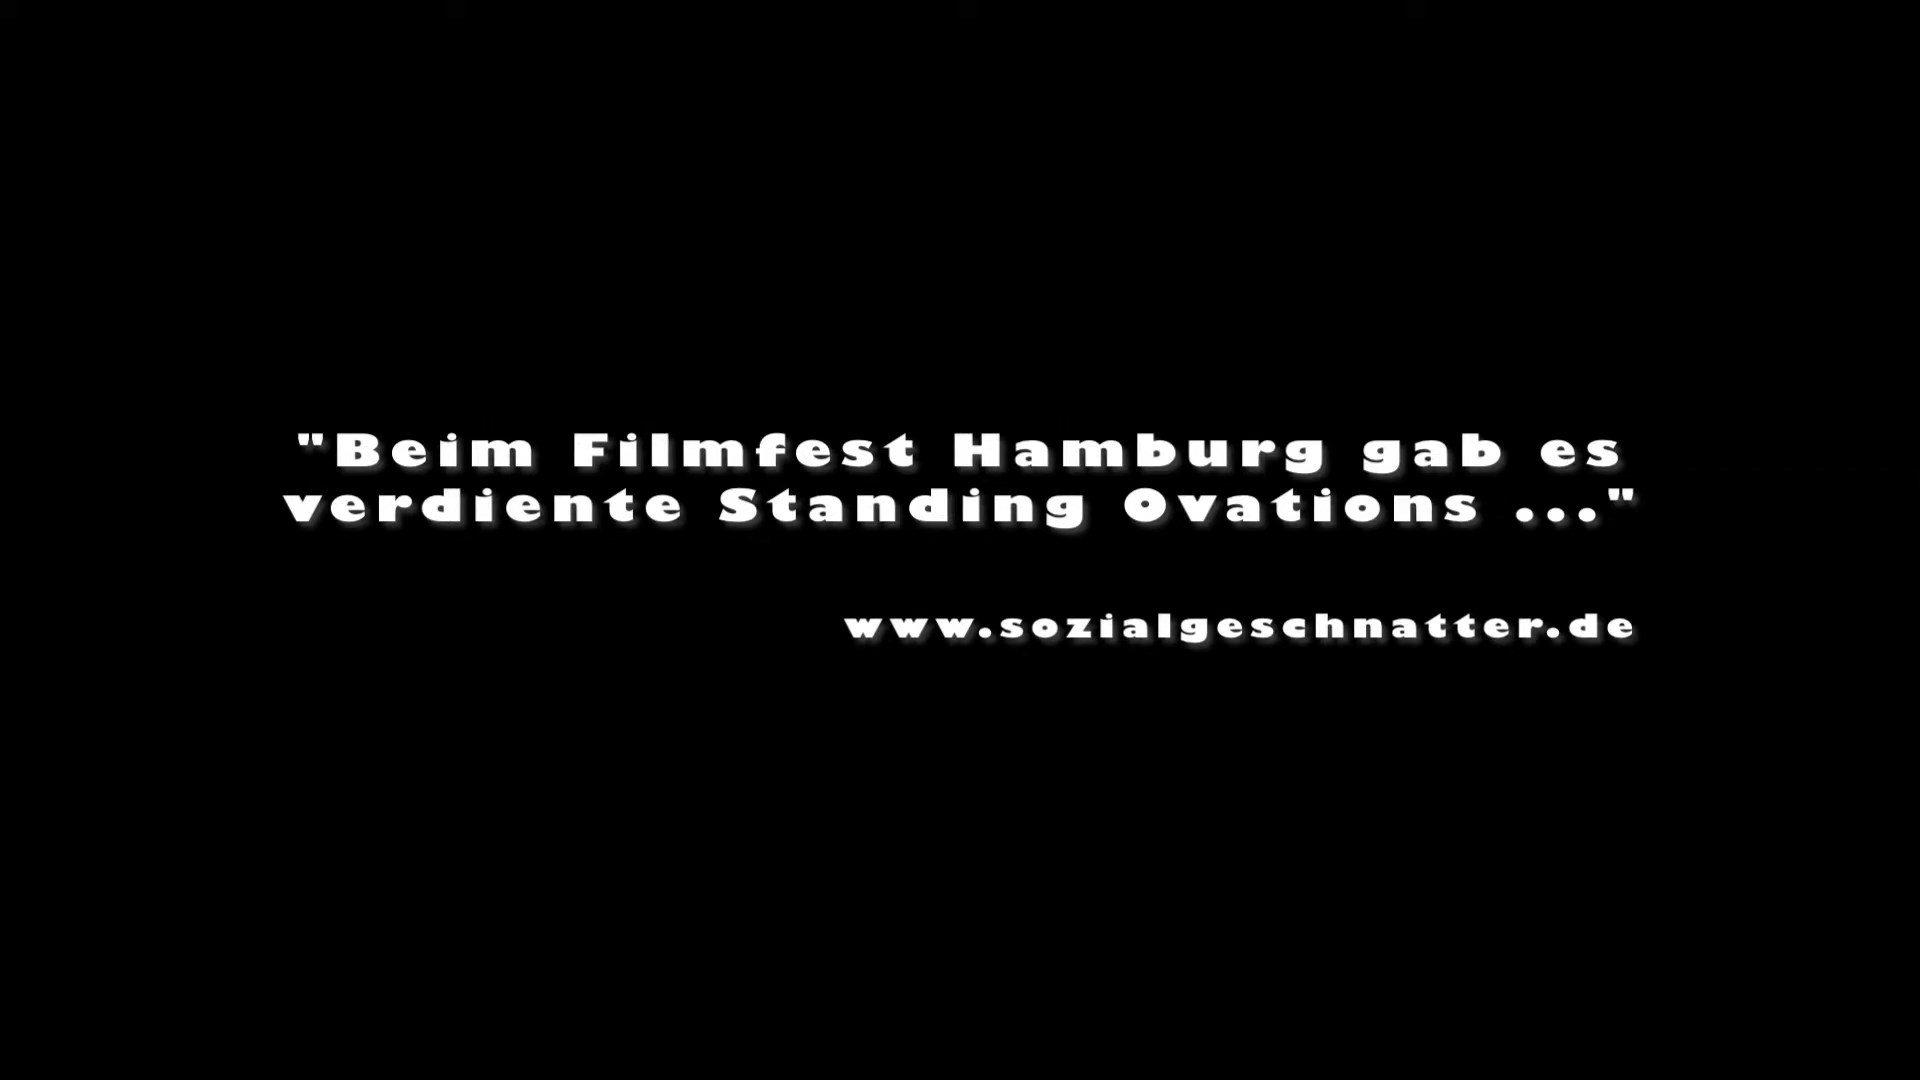 "Beim Filmfest Hamburg gab es
verdiente Standing Ovations ..."
www.sozialgeschnatter.de